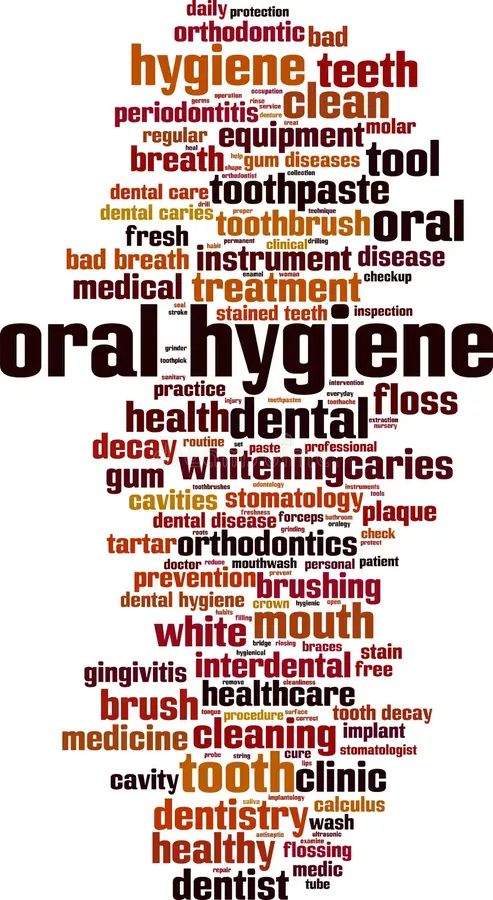 daily protection
orthodontic bad
hygiene teeth
operation occupation
germs rinse clean
service
periodontitis denture molar
treat
regular equipment
heal
breath help gum diseases tool
shape collection
orthodontist
dental care toothpaste
drill
dental caries proper technique
toothbrush oral
fresh habit permanent clinical drilling
bad breath instrument disease
enamel woman checkup
medical treatment
seal
stroke stained teeth inspection
oral hygiene
grinder
toothpick
sanitary intervention
practice injury everyday floss
toothpastes toothache
health dental extraction
nursery
decay routine set paste professional
gum whitening caries
odontology
toothbrushes instruments
cavities stomatology tools
freshness plaque
dental disease forceps bathroom
oralogy
roots grinding check
tartar orthodontics protect
doctor reduce mouthwash personal patient
prevention prevent brushing
dental hygiene crown hygienic open
habits filling mouth
white bridge rinsing braces stain
hygienical
gingivitis interdental free
remove cleanliness
brush healthcare
tongue procedure surface tooth decay
correct
medicine cleaning implant
probe string cure stomatologist
lips
cavity tooth clinic
implantology
saliva calculus
dentistry wash
antiseptic ultrasonic
healthy examine
flossing
repair medic
dentist tube